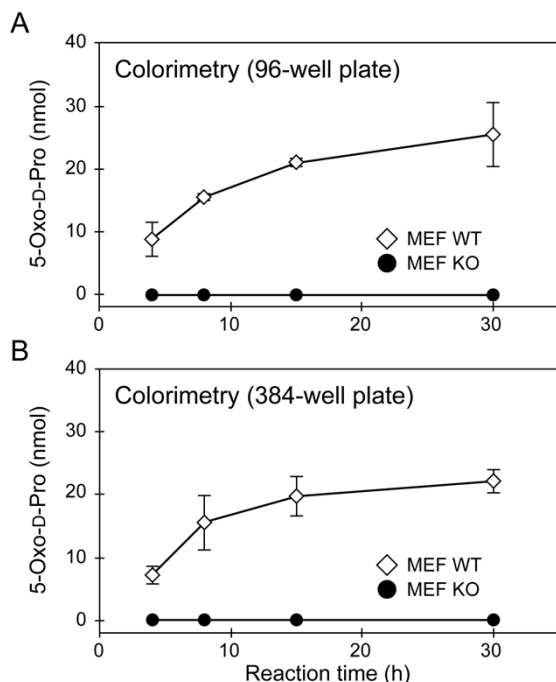 A
40
Colorimetry (96-well plate)
30
20
10
0
5-Oxo-D-Pro (nmol)
MEF WT
MEF KO
0 10 20 30
B
40
Colorimetry (384-well plate)
30
20
10
0
5-Oxo-D-Pro (nmol)
MEF WT
MEF KO
0 10 20 30
Reaction time (h)